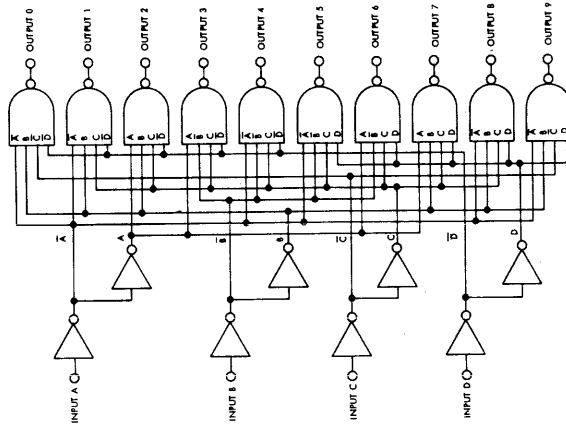 OUTPUT 0
OUTPUT 1
OUTPUT 2
OUTPUT 3
OUTPUT 4
OUTPUT 5
OUTPUT 6
OUTPUT 7
OUTPUT 8
OUTPUT 9
A̅ B C̅ D̅
A̅ B C D̅
A B C D̅
A B̅ C D̅
A̅ B̅ C D̅
A̅ B̅ C D
A B̅ C D
A B C D
A̅ B C D
A̅ B C̅ D
A̅
A
B̅
B
C̅
C
D̅
D
INPUT A
INPUT B
INPUT C
INPUT D